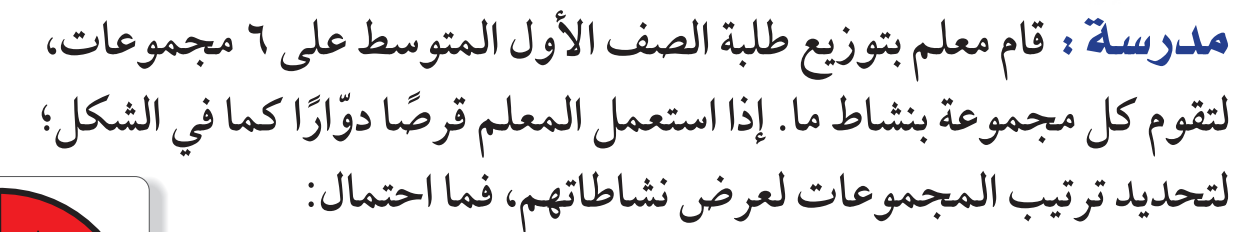 مدرسة : قام معلم بتوزيع طلبة الصف الأول المتوسط على ٦ مجموعات،
لتقوم كل مجموعة بنشاط ما. إذا استعمل المعلم قرصًا دوّارًا كما في الشكل؛
لتحديد ترتيب المجموعات لعرض نشاطاتهم، فما احتمال: